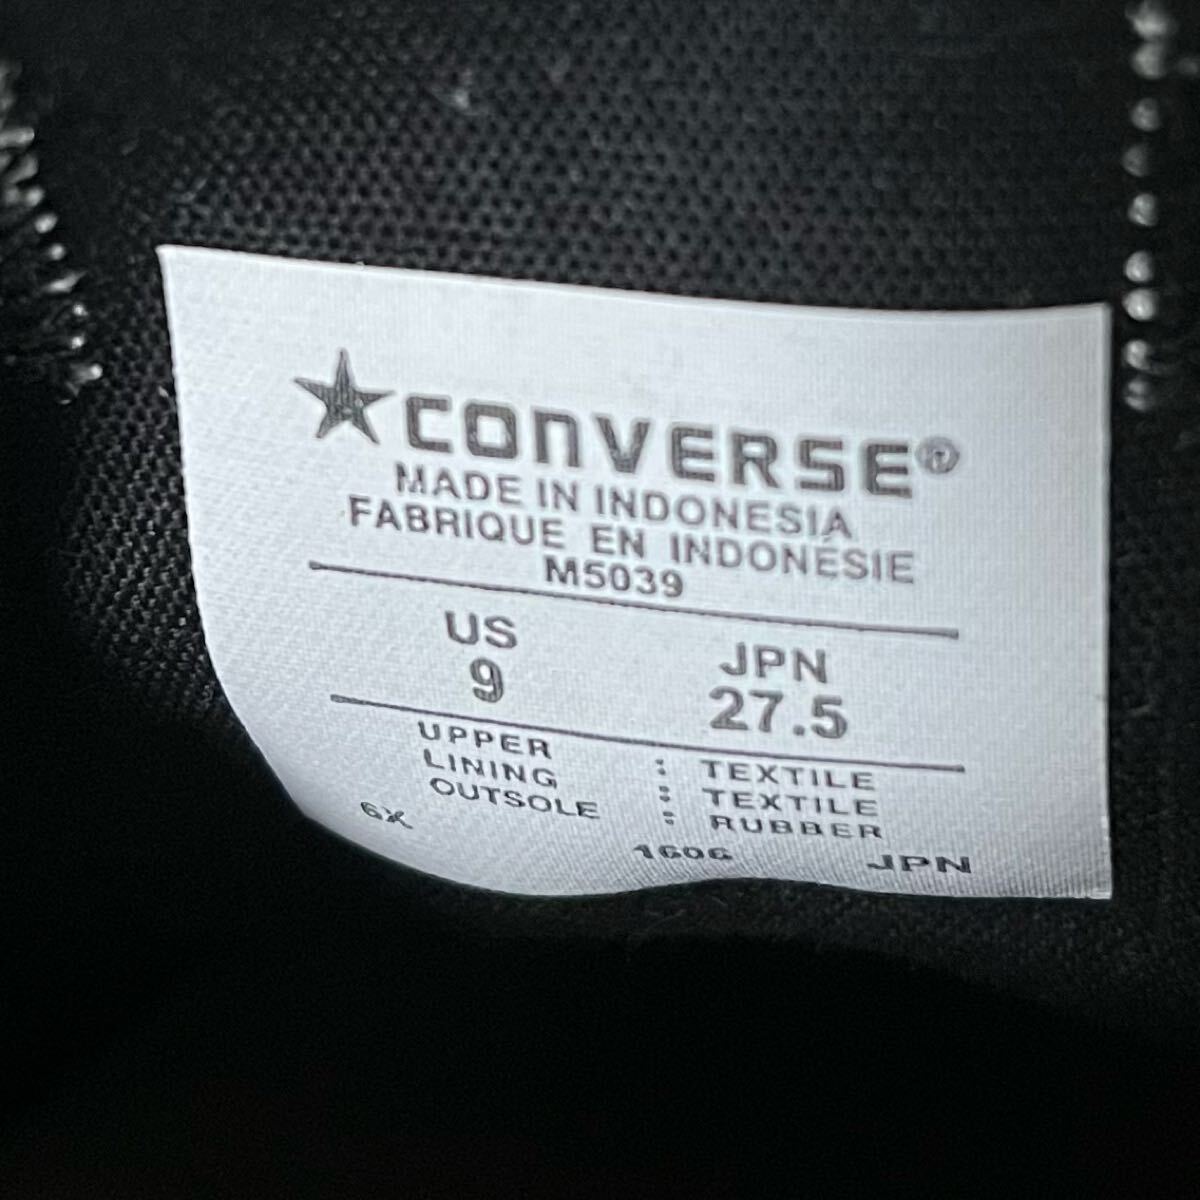 CONVERSE®
MADE IN INDONESIA
FABRIQUE EN INDONÉSIE
M5039
US JPN
9 27.5
UPPER : TEXTILE
LINING : TEXTILE
OUTSOLE : RUBBER
6X 1606 JPN